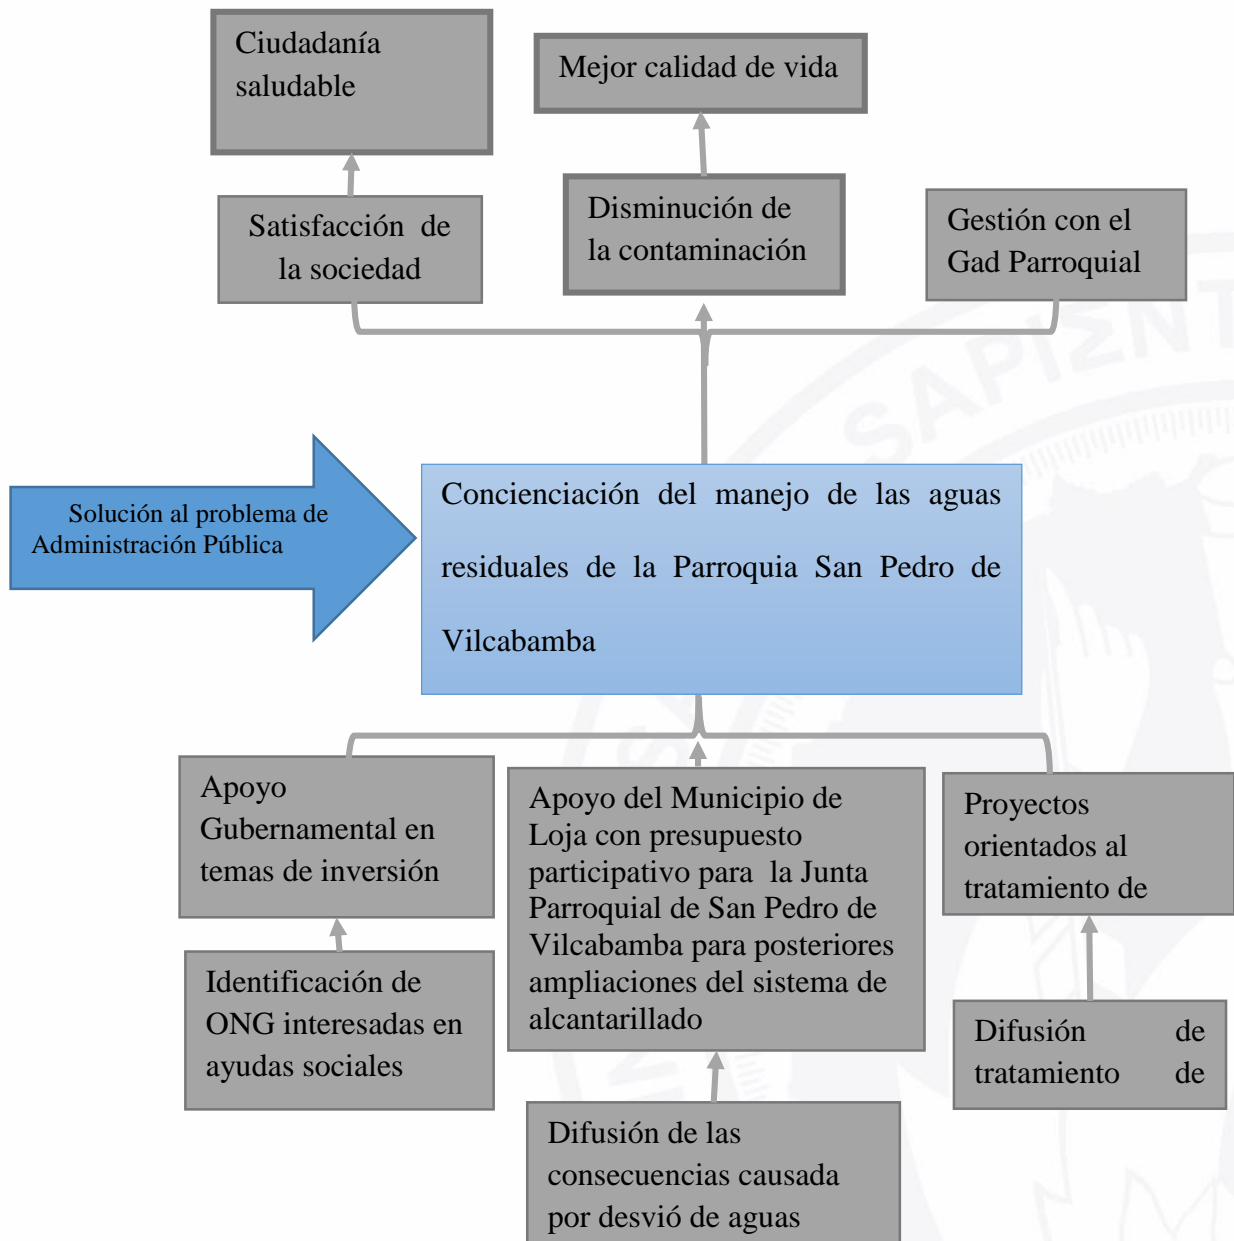 Ciudadanía
saludable
Mejor calidad de vida
Satisfacción de
la sociedad
Disminución de
la contaminación
Gestión con el
Gad Parroquial
SAPIENT
Solución al problema de
Administración Pública
Concienciación del manejo de las aguas
residuales de la Parroquia San Pedro de
Vilcabamba
Apoyo
Gubernamental en
temas de inversión
Apoyo del Municipio de
Loja con presupuesto
participativo para la Junta
Parroquial de San Pedro de
Vilcabamba para posteriores
ampliaciones del sistema de
alcantarillado
Proyectos
orientados al
tratamiento de
Identificación de
ONG interesadas en
ayudas sociales
Difusión de
tratamiento de
Difusión de las
consecuencias causada
por desvió de aguas